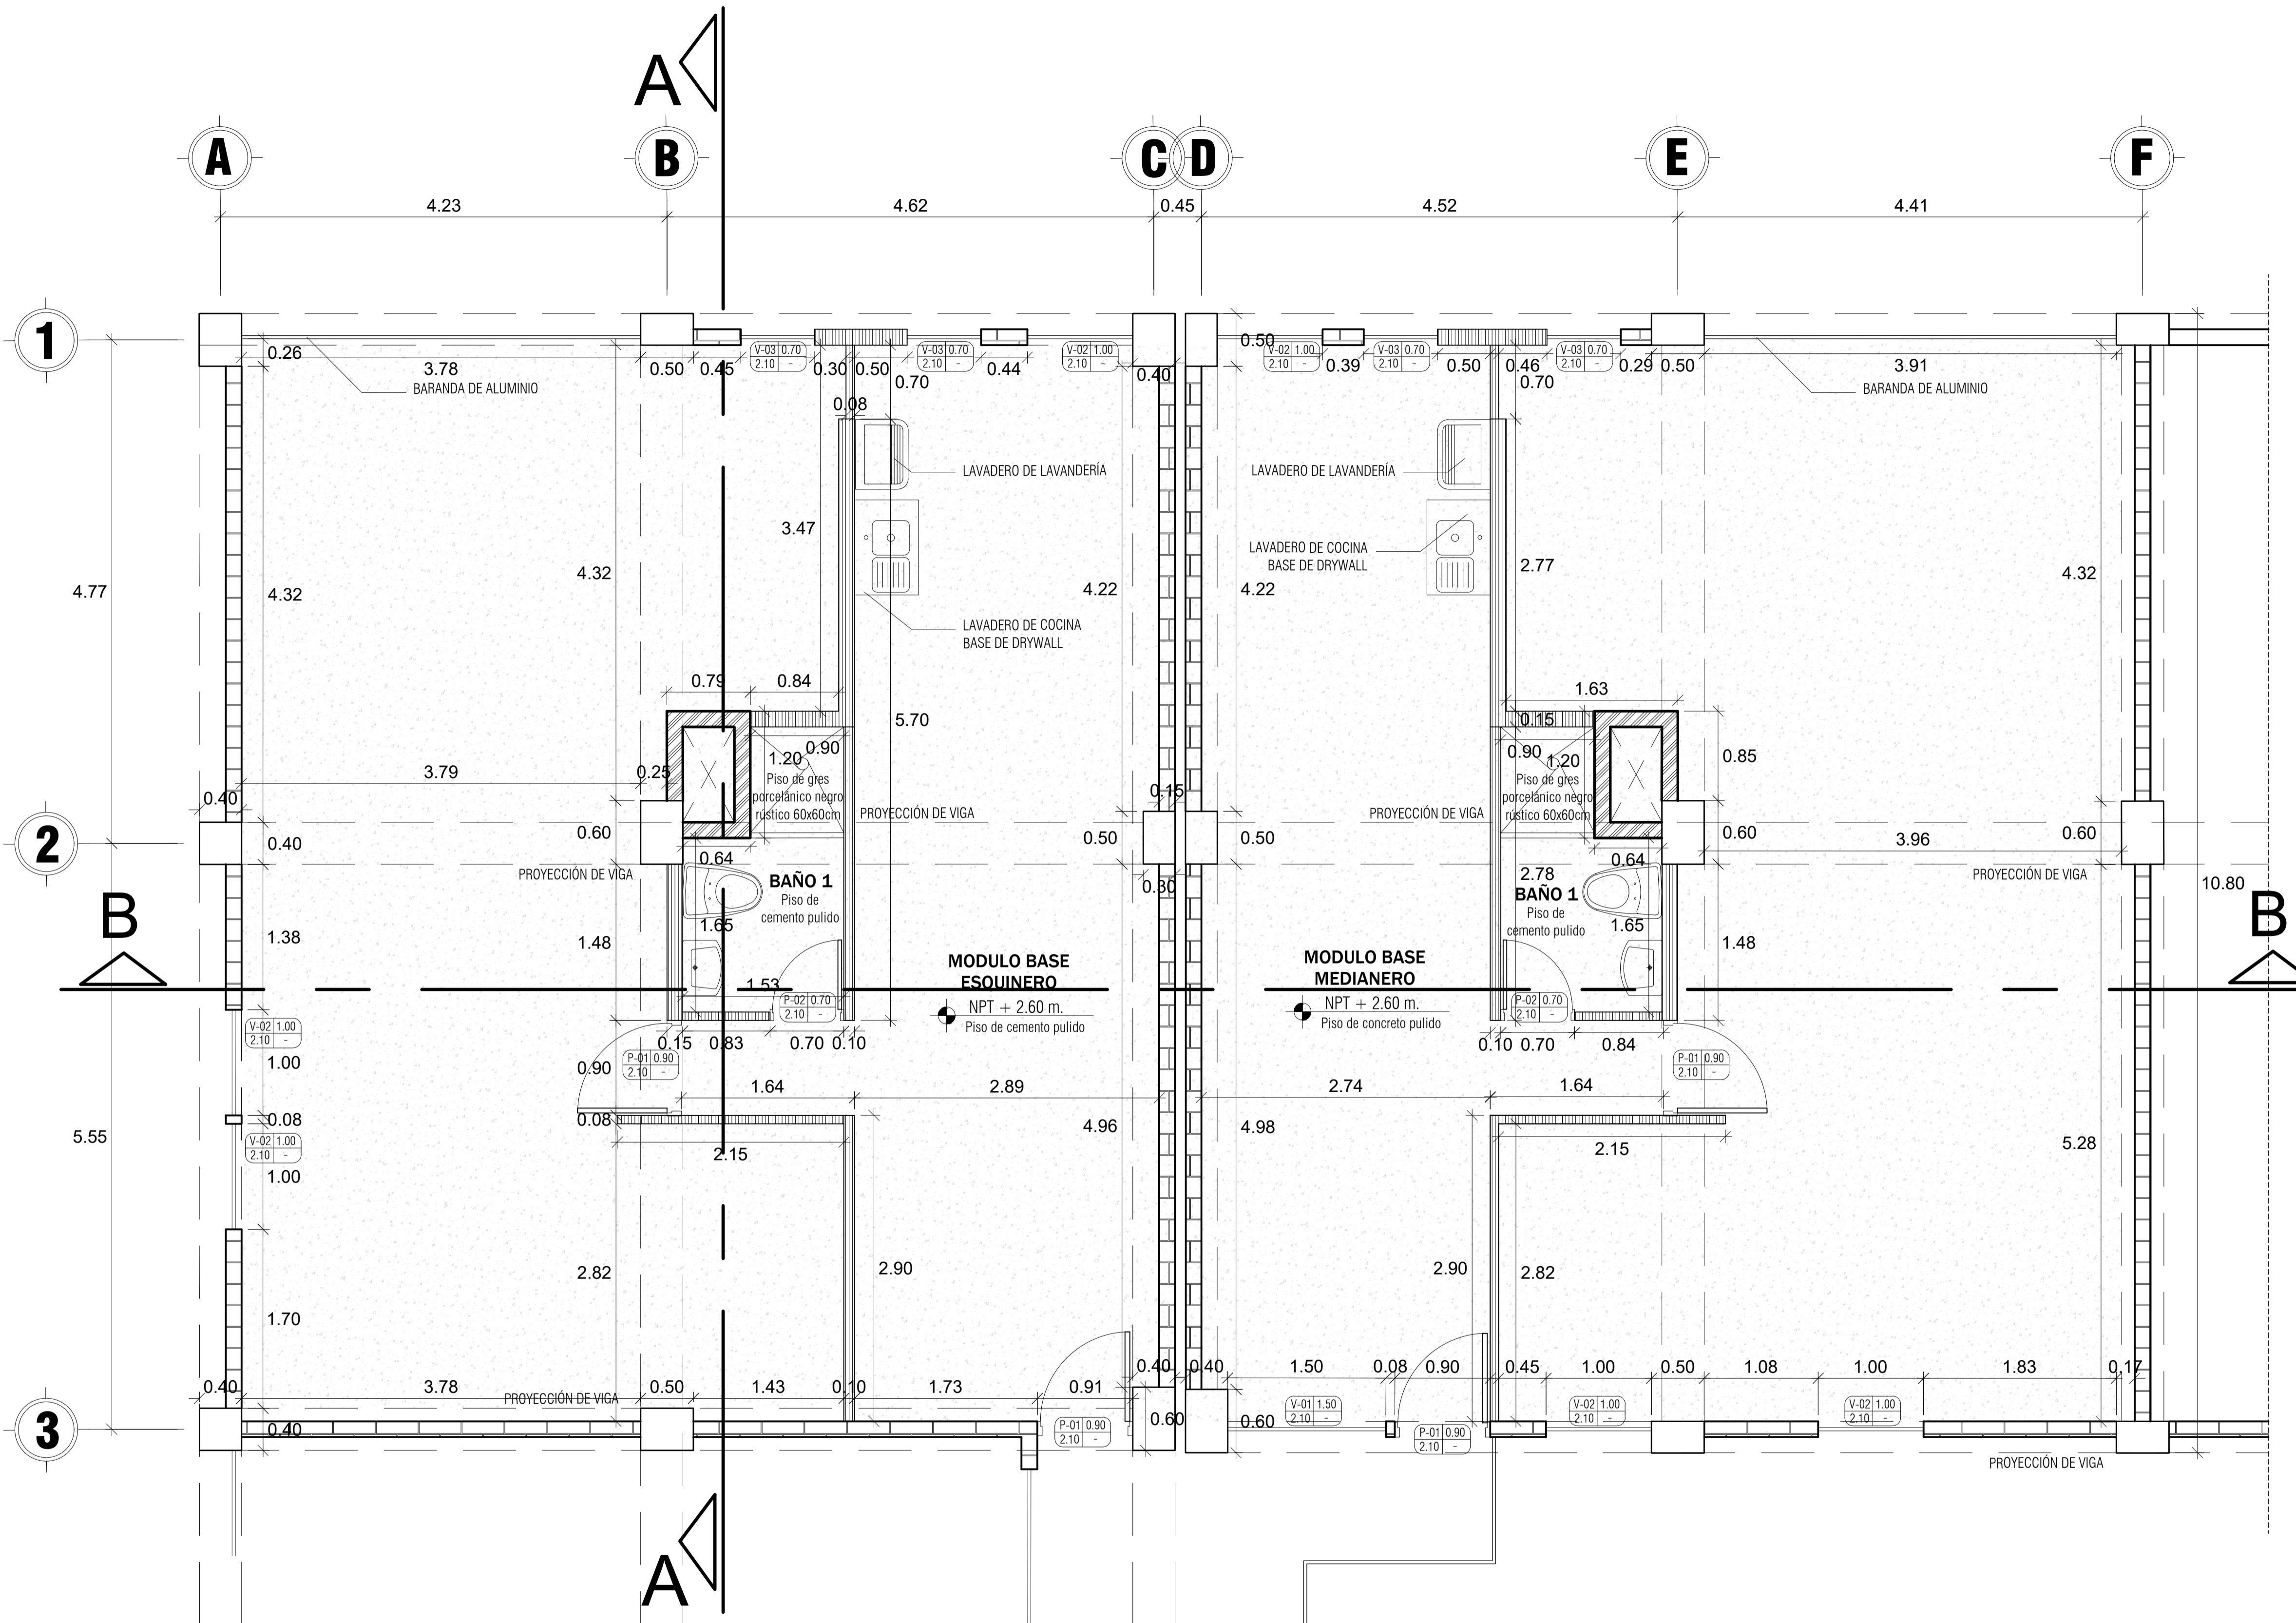 A
A B C D E F
4.23 4.62 0.45 4.52 4.41
1
0.26 3.78 0.50 0.45 V-03 0.70 2.10 - 0.30 0.50 V-03 0.70 2.10 - 0.44 V-02 1.00 2.10 - 0.40
0.50 V-02 1.00 2.10 - 0.39 V-03 0.70 2.10 - 0.50 0.46 V-03 0.70 2.10 - 0.29 0.50 3.91
0.70 0.70
BARANDA DE ALUMINIO
BARANDA DE ALUMINIO
0.08
LAVADERO DE LAVANDERÍA
LAVADERO DE LAVANDERÍA
3.47
LAVADERO DE COCINA
BASE DE DRYWALL
2.77
4.77 4.32 4.32 4.22 4.22 4.32
LAVADERO DE COCINA
BASE DE DRYWALL
0.79 0.84 1.63
5.70 0.15
0.90 0.90
1.20 1.20 0.85
3.79 0.25
Piso de gres
porcelánico negro
rústico 60x60cm
Piso de gres
porcelánico negro
rústico 60x60cm
0.40 0.15
PROYECCIÓN DE VIGA
PROYECCIÓN DE VIGA
2
0.40 0.60 0.50 0.50 0.60 3.96 0.60
0.64 0.64
PROYECCIÓN DE VIGA
2.78
PROYECCIÓN DE VIGA
10.80
BAÑO 1
Piso de
cemento pulido
0.30
BAÑO 1
Piso de
cemento pulido
B B
1.38 1.48 1.65 1.65 1.48
MODULO BASE
ESQUINERO
NPT + 2.60 m.
Piso de cemento pulido
MODULO BASE
MEDIANERO
NPT + 2.60 m.
Piso de concreto pulido
1.53
P-02 0.70
2.10 -
P-02 0.70
2.10 -
V-02 1.00
2.10 -
0.15 0.83 0.70 0.10 0.10 0.70 0.84
1.00 0.90
P-01 0.90
2.10 -
P-01 0.90
2.10 -
1.64 2.89 2.74 1.64
0.08 0.08
V-02 1.00
2.10 -
5.55 4.96 4.98 5.28
2.15 2.15
1.00
2.82 2.90 2.90 2.82
1.70
0.40 3.78 0.50 1.43 0.10 1.73 0.91 0.40 0.40 1.50 0.08 0.90 0.45 1.00 0.50 1.08 1.00 1.83 0.17
PROYECCIÓN DE VIGA
V-01 1.50
2.10 -
V-02 1.00
2.10 -
V-02 1.00
2.10 -
3
0.40
P-01 0.90
2.10 -
0.60 0.60
P-01 0.90
2.10 -
PROYECCIÓN DE VIGA
A